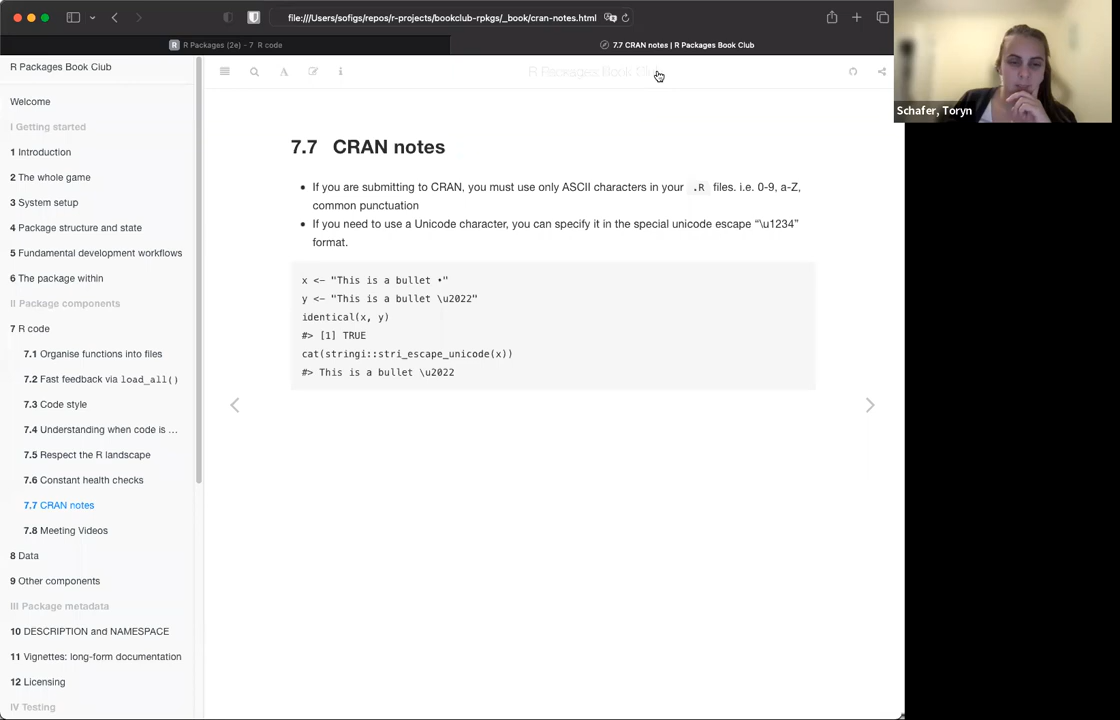 file:///Users/sofigs/repos/r-projects/bookclub-rpkgs/_book/cran-notes.html
R Packages (2e) - 7 R code
7.7 CRAN notes | R Packages Book Club
R Packages Book Club
Welcome
I Getting started
1 Introduction
2 The whole game
3 System setup
4 Package structure and state
5 Fundamental development workflows
6 The package within
II Package components
7 R code
7.1 Organise functions into files
7.2 Fast feedback via load_all()
7.3 Code style
7.4 Understanding when code is …
7.5 Respect the R landscape
7.6 Constant health checks
7.7 CRAN notes
7.8 Meeting Videos
8 Data
9 Other components
III Package metadata
10 DESCRIPTION and NAMESPACE
11 Vignettes: long-form documentation
12 Licensing
IV Testing
R Packages Book Club
7.7 CRAN notes
• If you are submitting to CRAN, you must use only ASCII characters in your .R files. i.e. 0-9, a-Z,
common punctuation
• If you need to use a Unicode character, you can specify it in the special unicode escape “\u1234”
format.
x <- "This is a bullet •"
y <- "This is a bullet \u2022"
identical(x, y)
#> [1] TRUE
cat(stringi::stri_escape_unicode(x))
#> This is a bullet \u2022
Schafer, Toryn